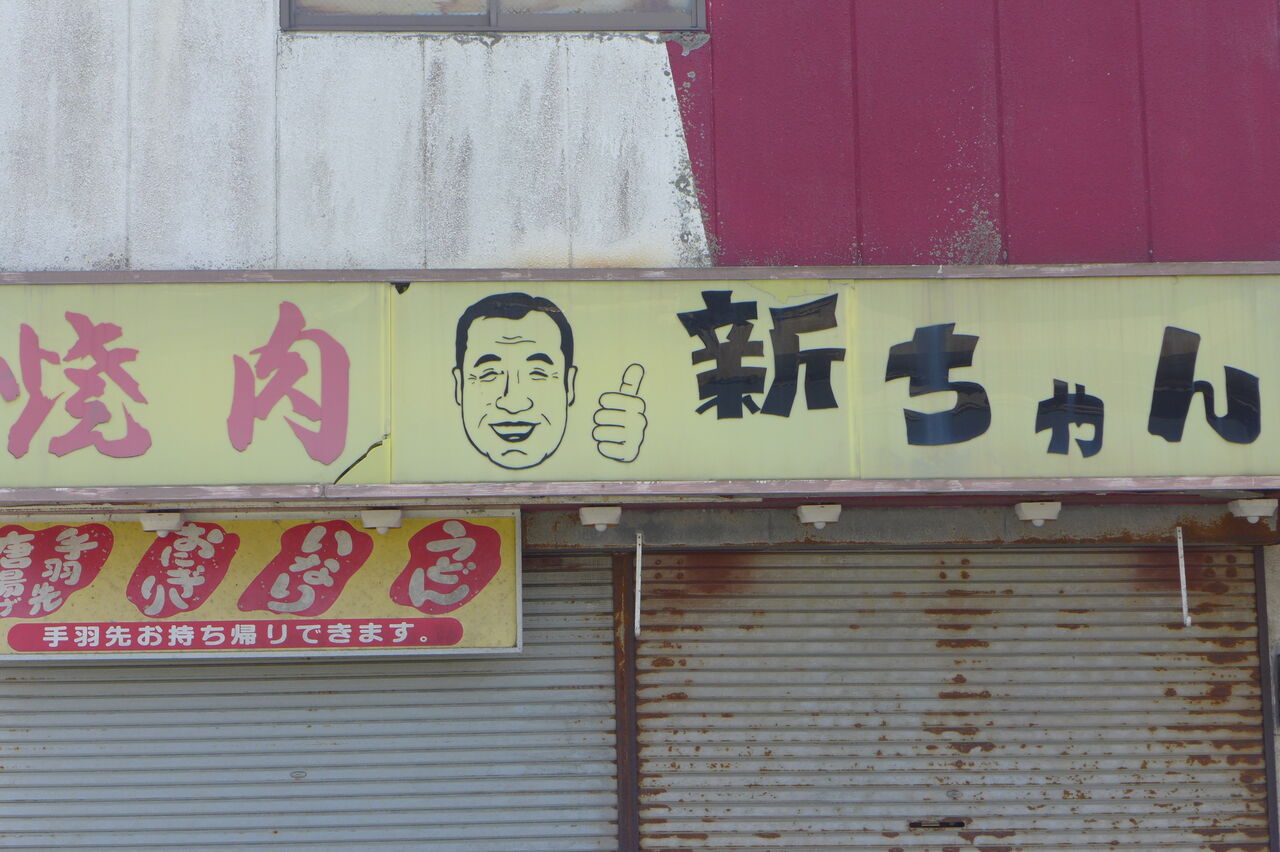 焼肉 新ちゃん
手羽先唐揚げ おにぎり いなり うどん
手羽先お持ち帰りできます。